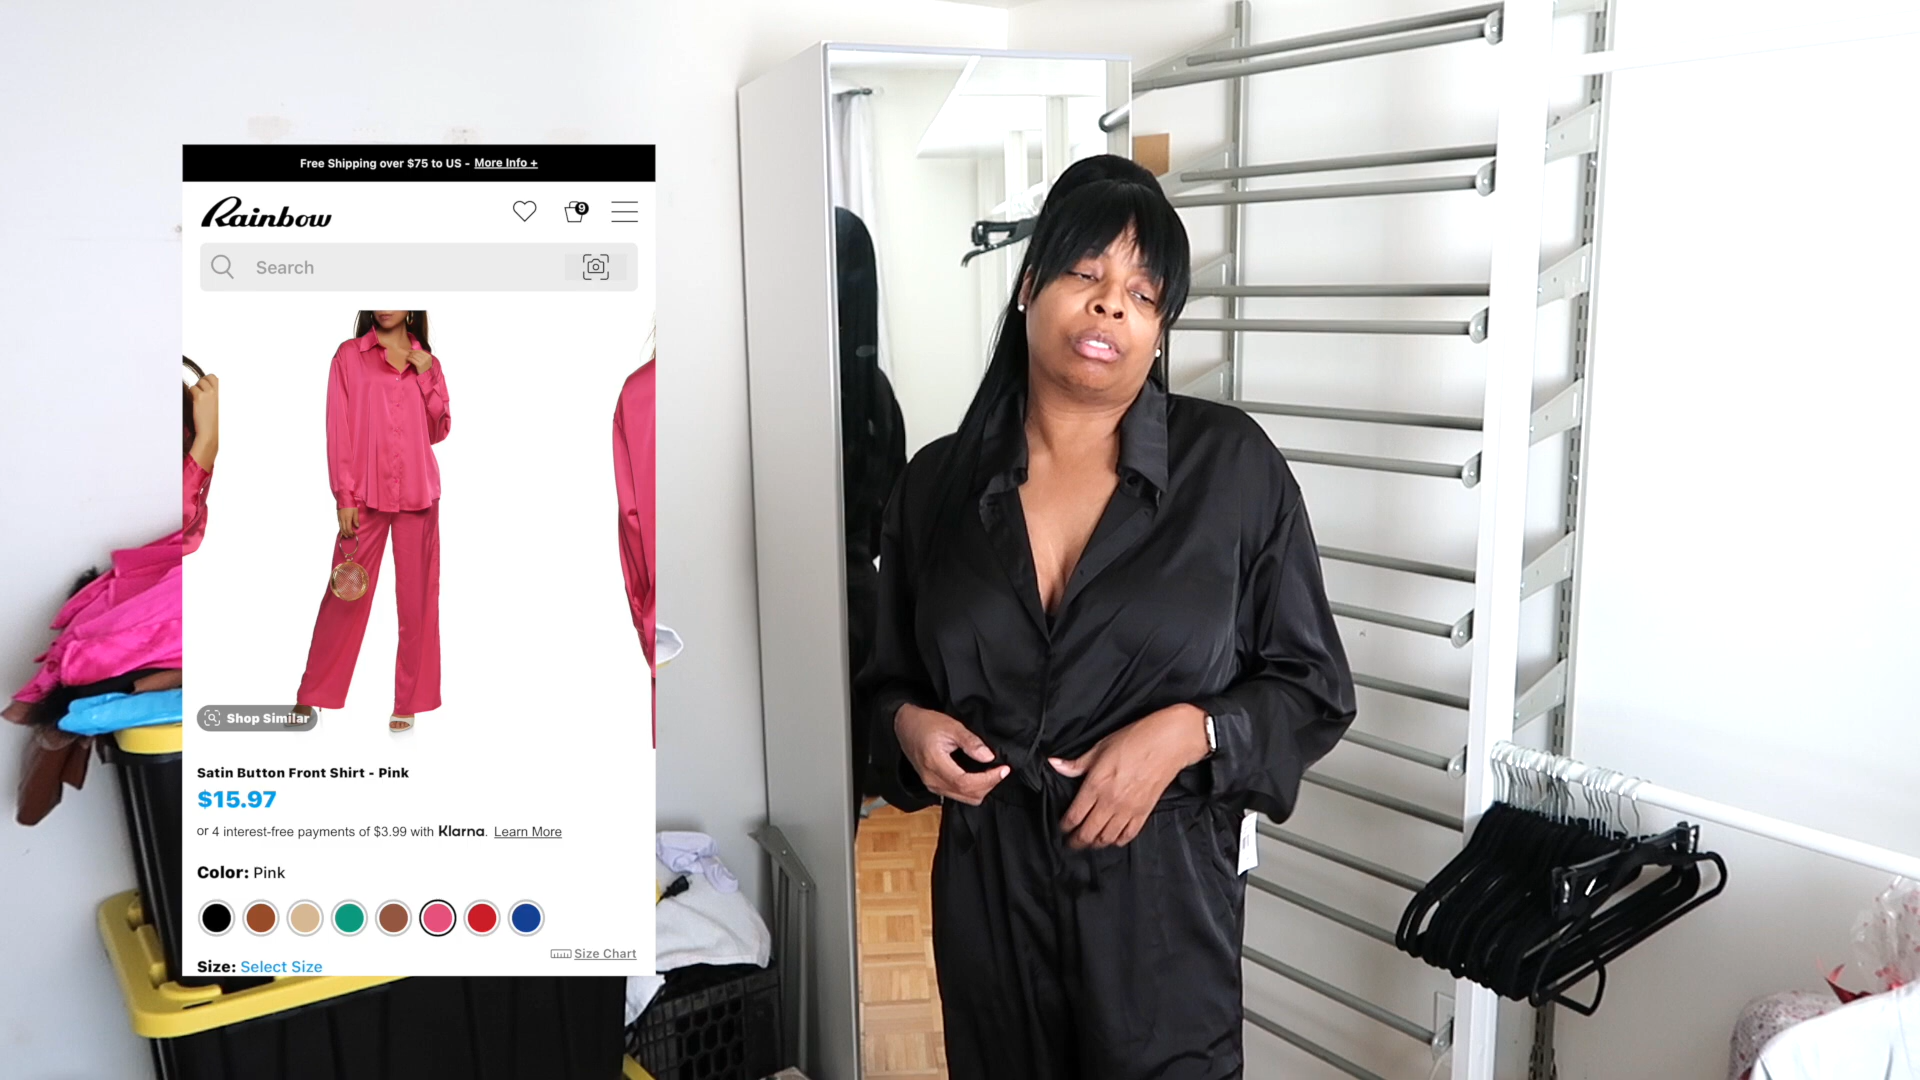 Free Shipping over $75 to US - More Info +
Rainbow
9
Search
Shop Similar
Satin Button Front Shirt - Pink
$15.97
or 4 interest-free payments of $3.99 with Klarna. Learn More
Color: Pink
Size Chart
Size: Select Size